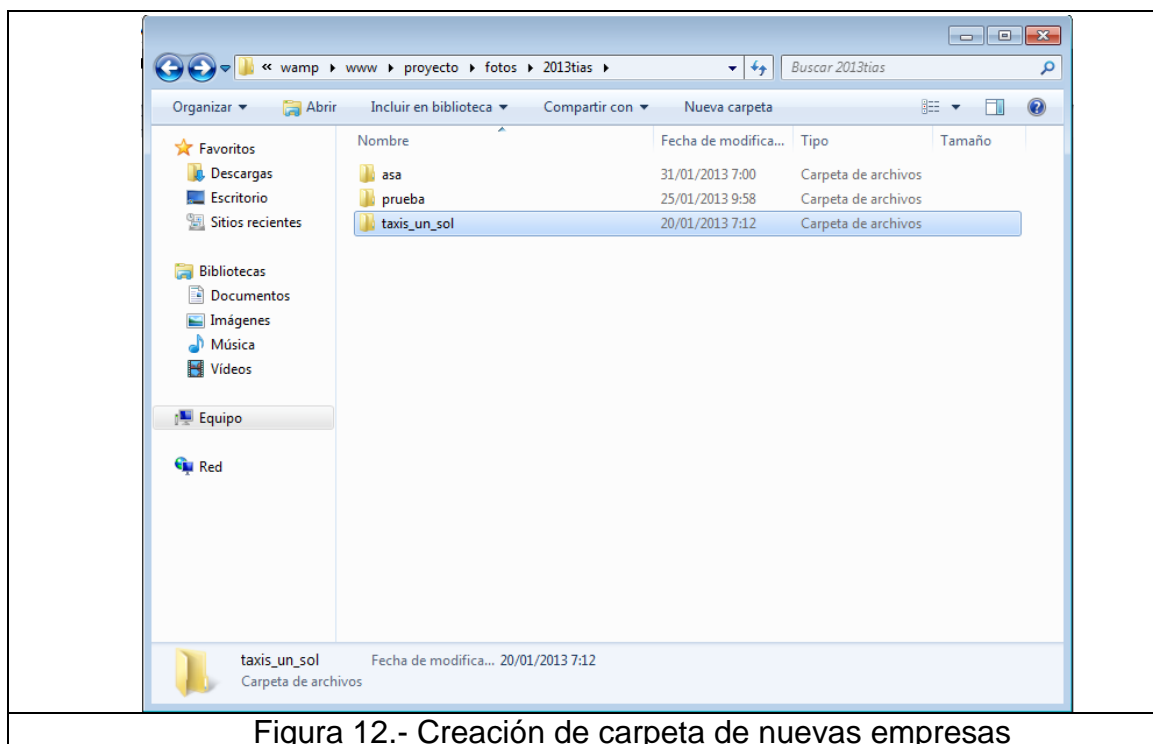 « wamp ▸ www ▸ proyecto ▸ fotos ▸ 2013tias ▸ Buscar 2013tias
Organizar Abrir Incluir en biblioteca Compartir con Nueva carpeta
Nombre Fecha de modifica... Tipo Tamaño
Favoritos
Descargas
Escritorio
Sitios recientes
Bibliotecas
Documentos
Imágenes
Música
Vídeos
Equipo
Red
asa 31/01/2013 7:00 Carpeta de archivos
prueba 25/01/2013 9:58 Carpeta de archivos
taxis_un_sol 20/01/2013 7:12 Carpeta de archivos
taxis_un_sol Fecha de modifica... 20/01/2013 7:12
Carpeta de archivos
Figura 12.- Creación de carpeta de nuevas empresas